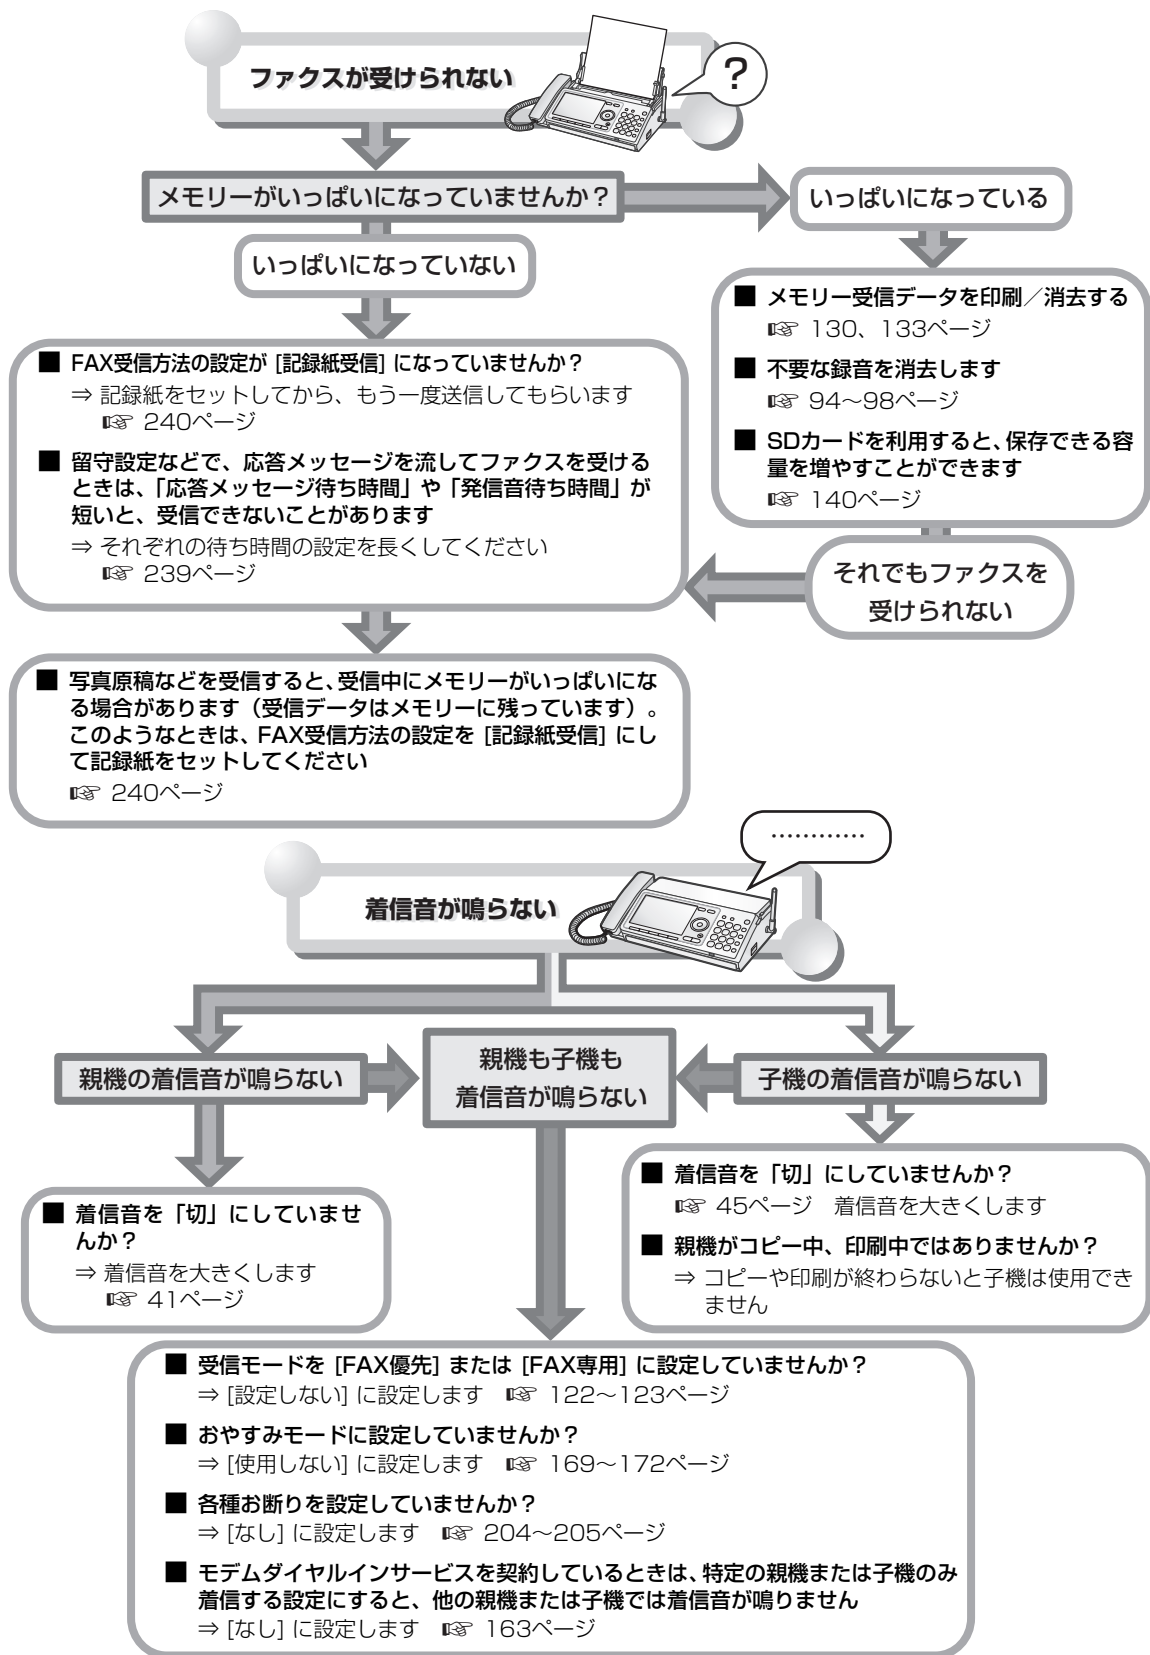 ファクスが受けられない
?
メモリーがいっぱいになっていませんか？
いっぱいになっている
いっぱいになっていない
■ メモリー受信データを印刷／消去する
☞ 130、133ページ
■ 不要な録音を消去します
☞ 94～98ページ
■ SDカードを利用すると、保存できる容
量を増やすことができます
☞ 140ページ
それでもファクスを
受けられない
■ FAX受信方法の設定が [記録紙受信] になっていませんか？
⇒ 記録紙をセットしてから、もう一度送信してもらいます
☞ 240ページ
■ 留守設定などで、応答メッセージを流してファクスを受ける
ときは、「応答メッセージ待ち時間」や「発信音待ち時間」が
短いと、受信できないことがあります
⇒ それぞれの待ち時間の設定を長くしてください
☞ 239ページ
■ 写真原稿などを受信すると、受信中にメモリーがいっぱいにな
る場合があります（受信データはメモリーに残っています）。
このようなときは、FAX受信方法の設定を [記録紙受信] にし
て記録紙をセットしてください
☞ 240ページ
…………
着信音が鳴らない
親機の着信音が鳴らない
親機も子機も
着信音が鳴らない
子機の着信音が鳴らない
■ 着信音を「切」にしていませ
んか？
⇒ 着信音を大きくします
☞ 41ページ
■ 着信音を「切」にしていませんか？
☞ 45ページ　着信音を大きくします
■ 親機がコピー中、印刷中ではありませんか？
⇒ コピーや印刷が終わらないと子機は使用でき
ません
■ 受信モードを [FAX優先] または [FAX専用] に設定していませんか？
⇒ [設定しない] に設定します　☞ 122～123ページ
■ おやすみモードに設定していませんか？
⇒ [使用しない] に設定します　☞ 169～172ページ
■ 各種お断りを設定していませんか？
⇒ [なし] に設定します　☞ 204～205ページ
■ モデムダイヤルインサービスを契約しているときは、特定の親機または子機のみ
着信する設定にすると、他の親機または子機では着信音が鳴りません
⇒ [なし] に設定します　☞ 163ページ